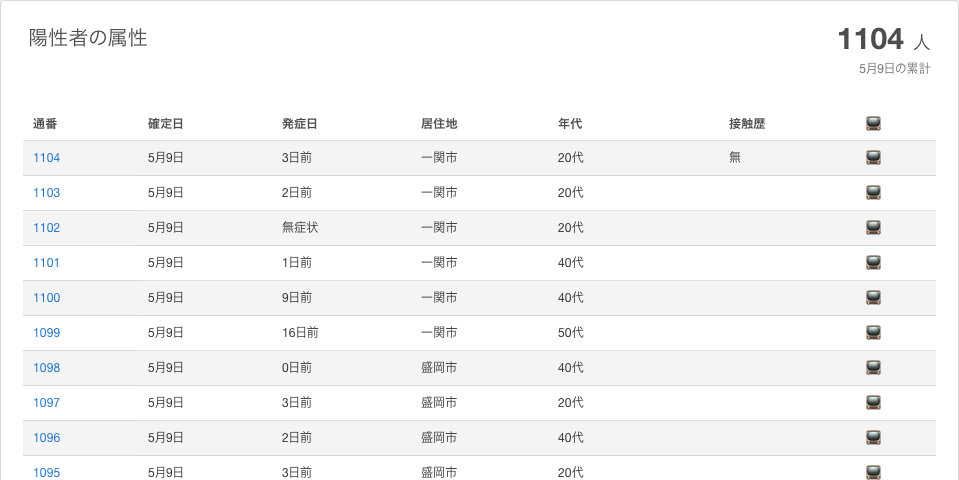 陽性者の属性
1104 人
5月9日の累計
通番 確定日 発症日 居住地 年代 接触歴
1104 5月9日 3日前 一関市 20代 無
1103 5月9日 2日前 一関市 20代
1102 5月9日 無症状 一関市 20代
1101 5月9日 1日前 一関市 40代
1100 5月9日 9日前 一関市 40代
1099 5月9日 16日前 一関市 50代
1098 5月9日 0日前 盛岡市 40代
1097 5月9日 3日前 盛岡市 20代
1096 5月9日 2日前 盛岡市 40代
1095 5月9日 3日前 盛岡市 20代